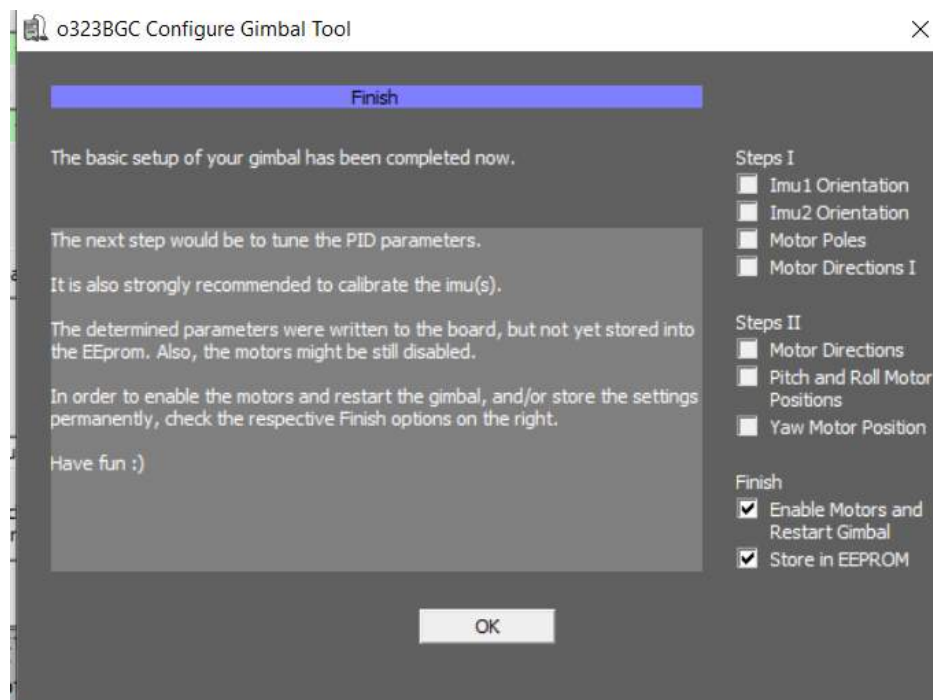 o323BGC Configure Gimbal Tool
Finish
The basic setup of your gimbal has been completed now.
The next step would be to tune the PID parameters.
It is also strongly recommended to calibrate the imu(s).
The determined parameters were written to the board, but not yet stored into
the EEprom. Also, the motors might be still disabled.
In order to enable the motors and restart the gimbal, and/or store the settings
permanently, check the respective Finish options on the right.
Have fun :)
Steps I
Imu1 Orientation
Imu2 Orientation
Motor Poles
Motor Directions I
Steps II
Motor Directions
Pitch and Roll Motor
Positions
Yaw Motor Position
Finish
Enable Motors and
Restart Gimbal
Store in EEPROM
OK